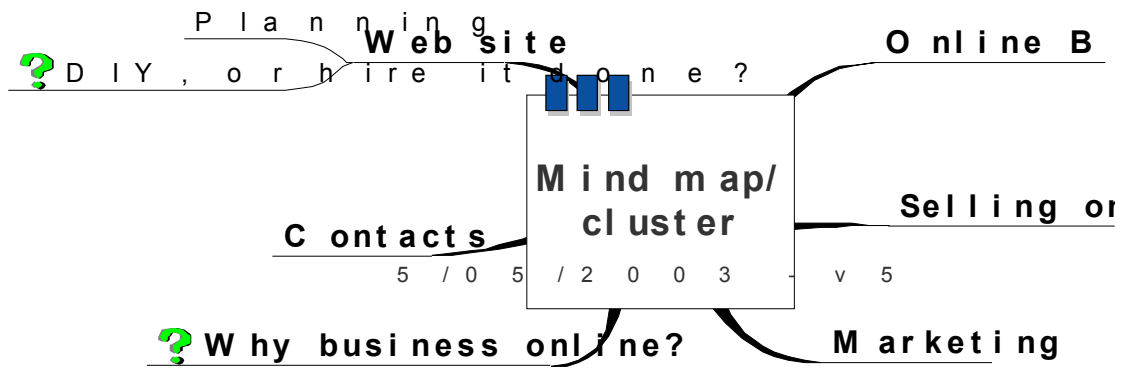 Planning
Web site
DIY, or hire it done?
Online B
Mind map/
cluster
5/05/2003 - v5
Selling or
Contacts
Why business online?
Marketing